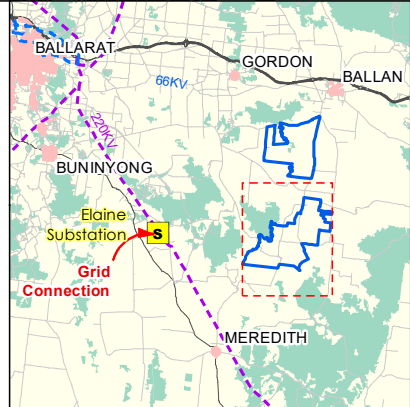 BALLARAT
GORDON
66KV
BALLAN
220KV
BUNINYONG
Elaine
Substation
S
Grid
Connection
MEREDITH